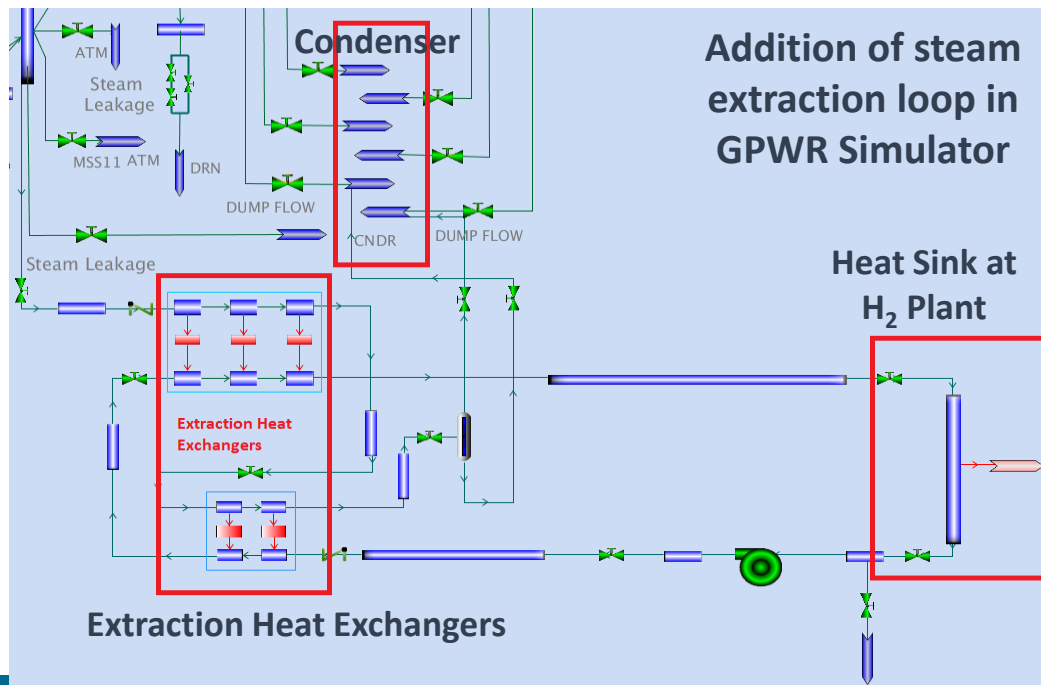 Condenser
Addition of steam
extraction loop in
GPWR Simulator
ATM
Steam
Leakage
MSS11 ATM
DRN
DUMP FLOW
CNDR
DUMP FLOW
Steam Leakage
Heat Sink at
H₂ Plant
Extraction Heat
Exchangers
Extraction Heat Exchangers